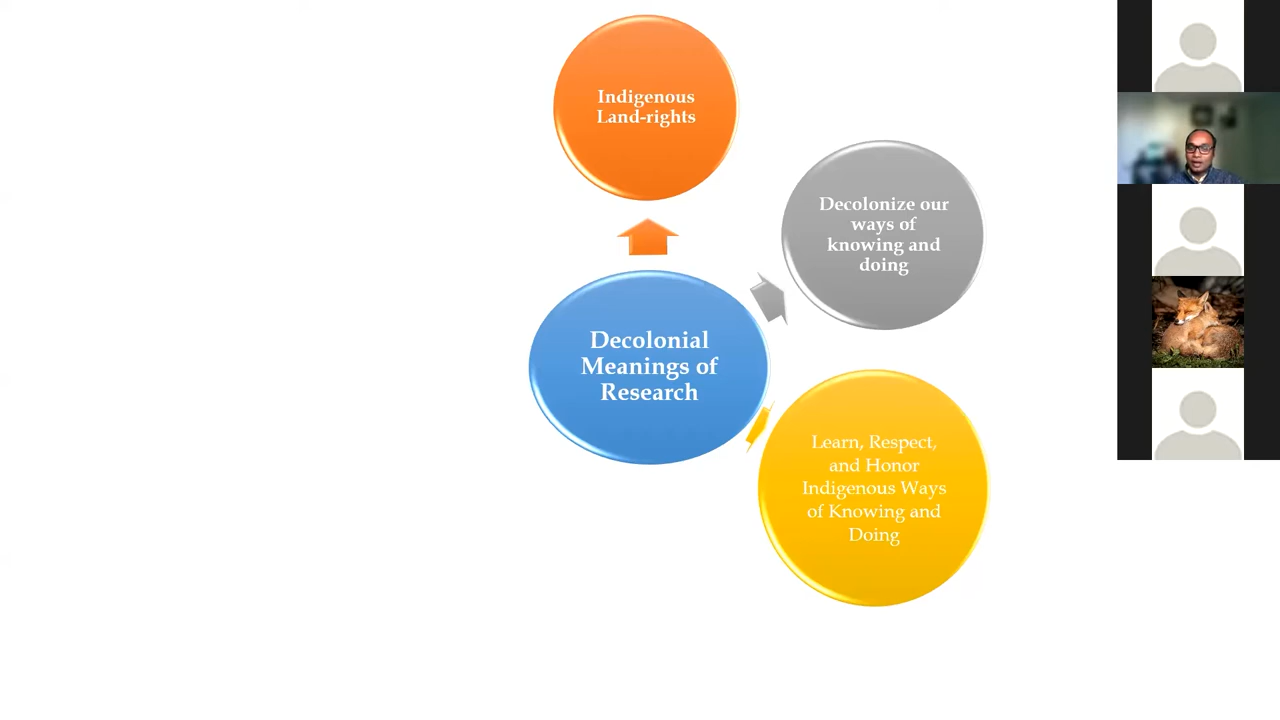 Indigenous
Land-rights
Decolonize our
ways of
knowing and
doing
Decolonial
Meanings of
Research
Learn, Respect,
and Honor
Indigenous Ways
of Knowing and
Doing